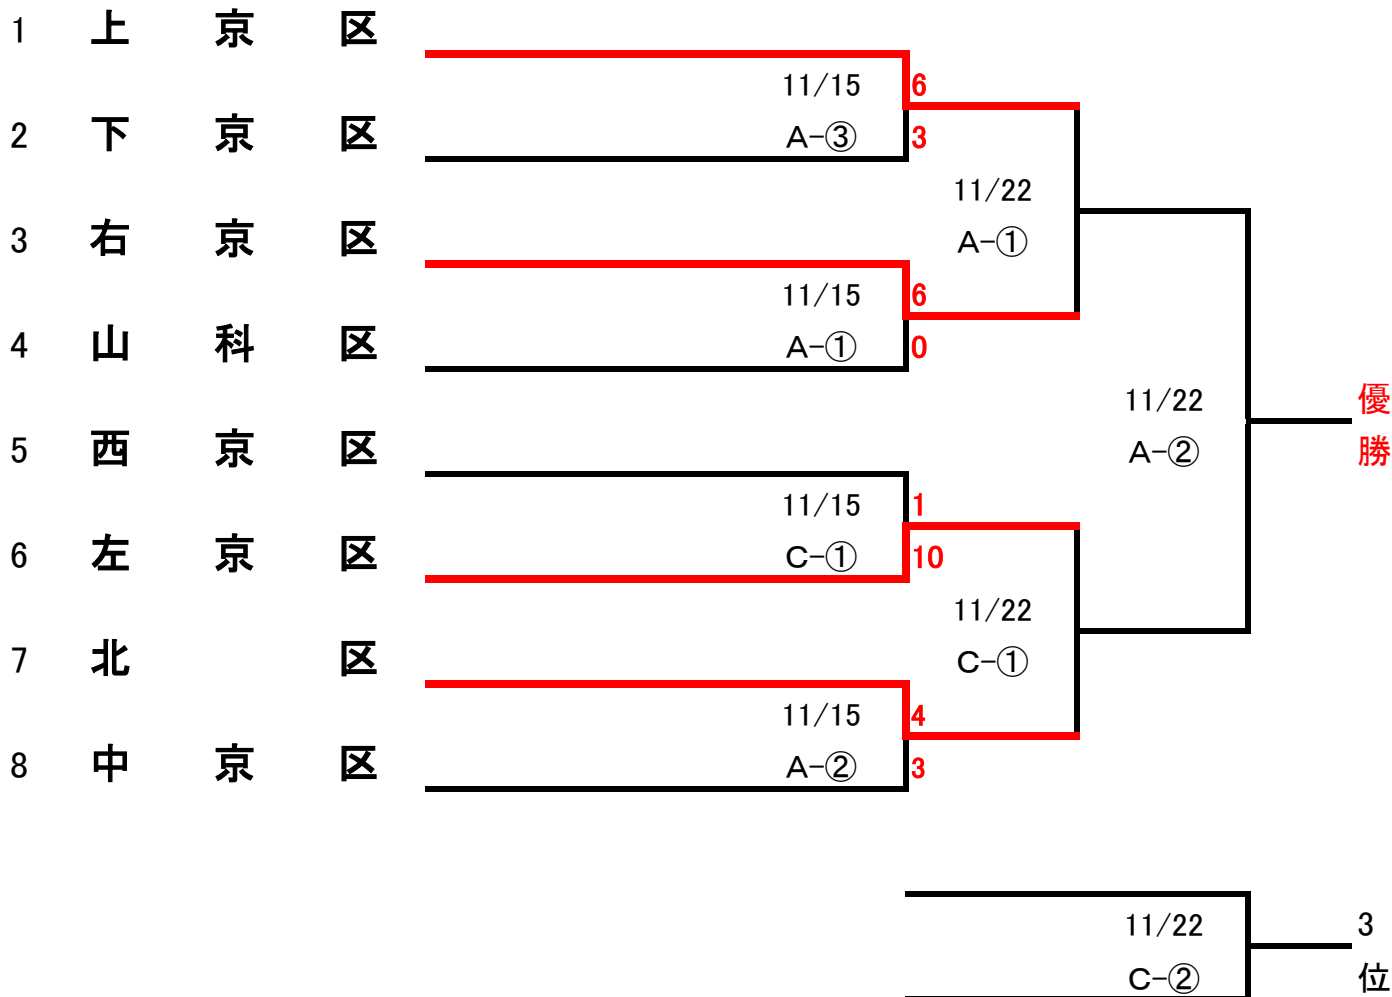 1 上京区
11/15 6
2 下京区 A-③ 3
11/22
3 右京区 A-①
11/15 6
4 山科区 A-① 0
11/22 優
5 西京区 A-② 勝
11/15 1
6 左京区 C-① 10
11/22
7 北区 C-①
11/15 4
8 中京区 A-② 3
11/22 3
C-② 位